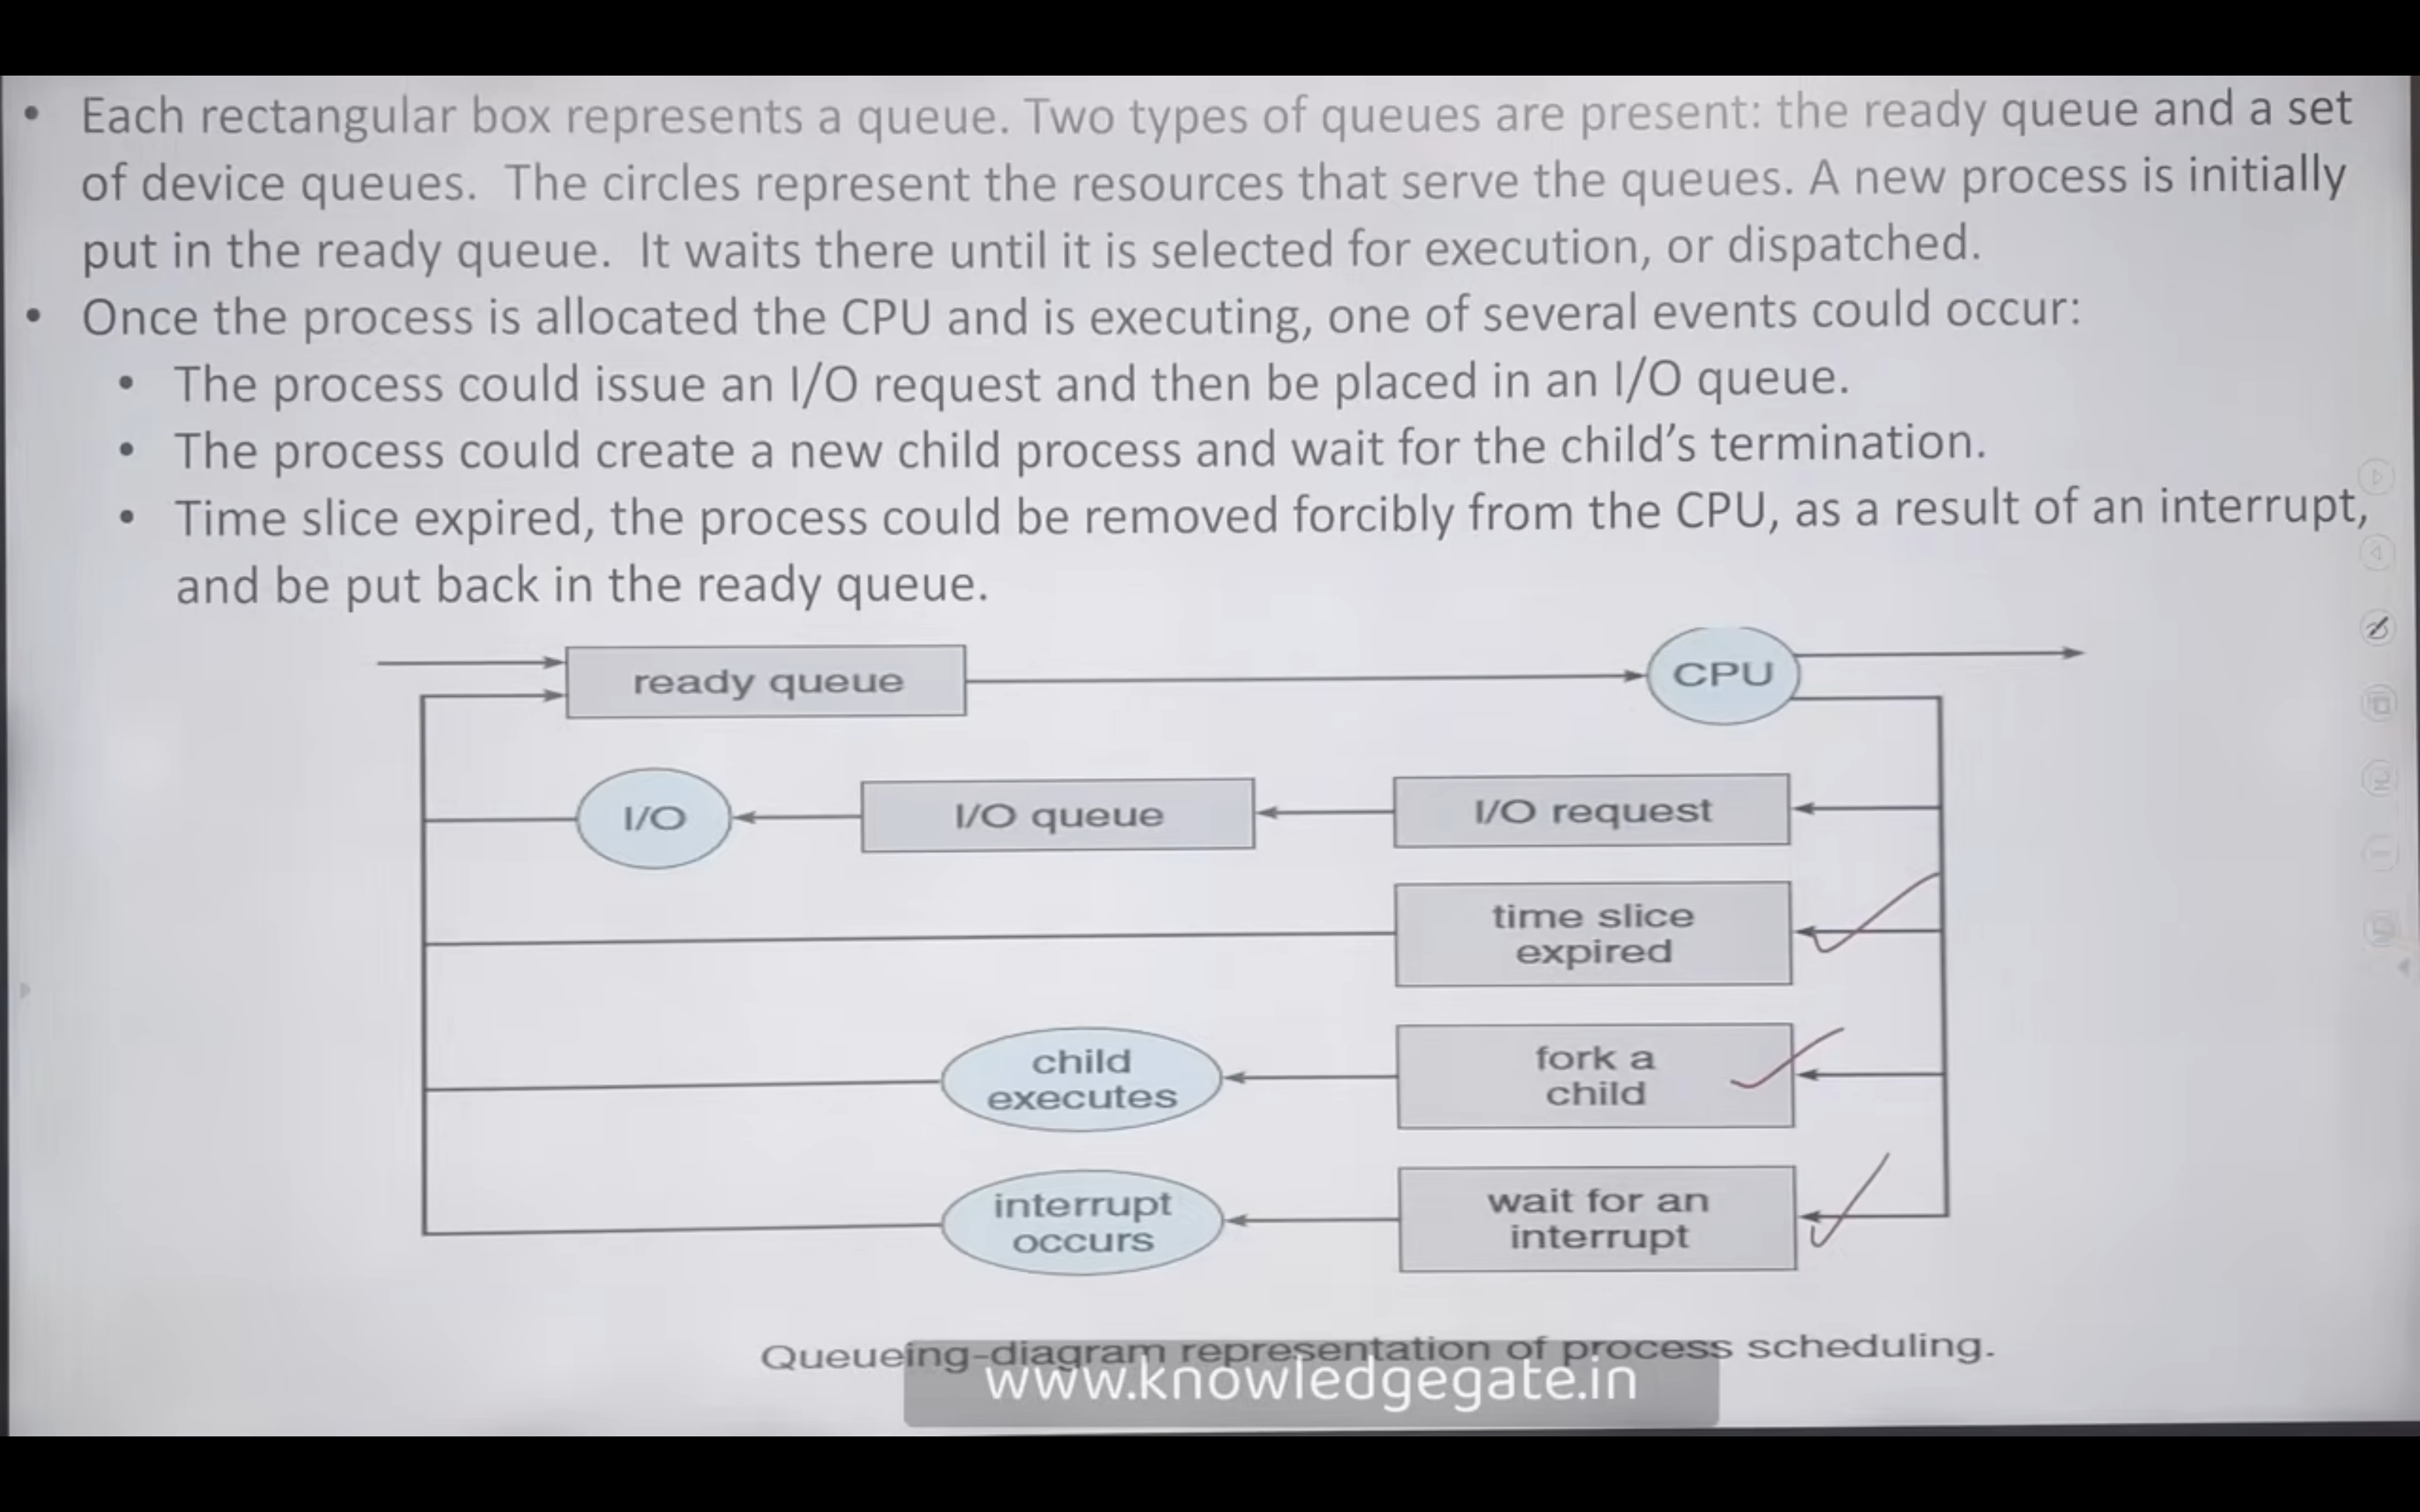 • Each rectangular box represents a queue. Two types of queues are present: the ready queue and a set
of device queues. The circles represent the resources that serve the queues. A new process is initially
put in the ready queue. It waits there until it is selected for execution, or dispatched.
• Once the process is allocated the CPU and is executing, one of several events could occur:
• The process could issue an I/O request and then be placed in an I/O queue.
• The process could create a new child process and wait for the child’s termination.
• Time slice expired, the process could be removed forcibly from the CPU, as a result of an interrupt,
and be put back in the ready queue.
ready queue
CPU
I/O
I/O queue
I/O request
time slice
expired
child
executes
fork a
child
interrupt
occurs
wait for an
interrupt
Queueing-diagram representation of process scheduling.
www.knowledgegate.in